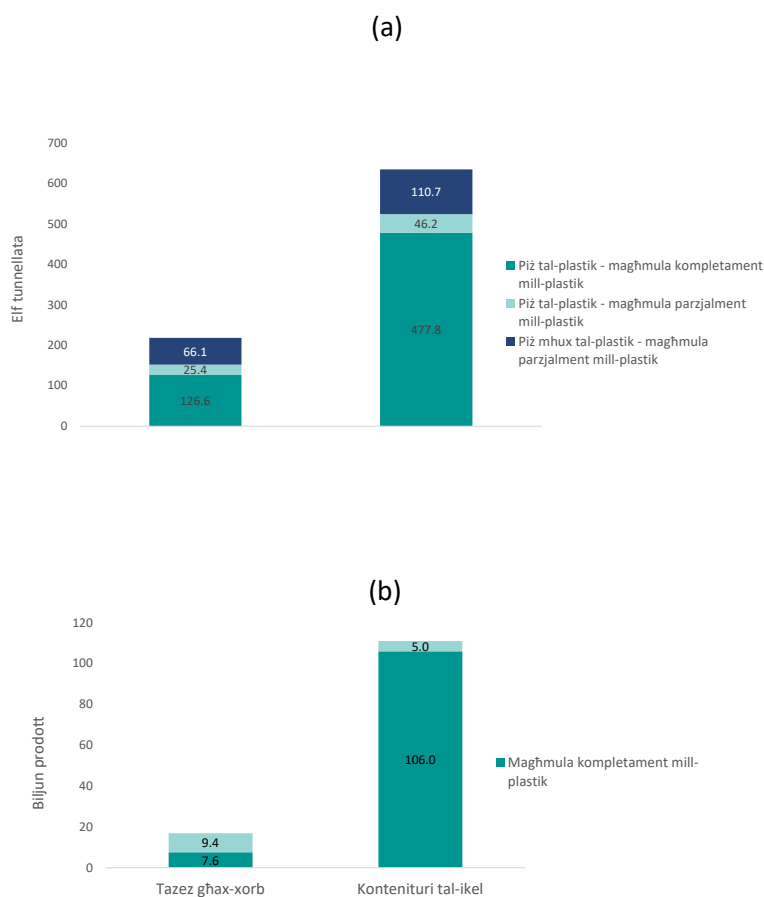 (a)
700
600
500
400
300
200
100
0
Elf tunnellata
110.7
46.2
477.8
66.1
25.4
126.6
Piż tal-plastik - magħmula kompletament
mill-plastik
Piż tal-plastik - magħmula parzjalment
mill-plastik
Piż mhux tal-plastik - magħmula
parzjalment mill-plastik
(b)
120
100
80
60
40
20
0
Biljun prodott
5.0
106.0
9.4
7.6
Magħmula kompletament mill-
plastik
Tazez għax-xorb
Kontenituri tal-ikel